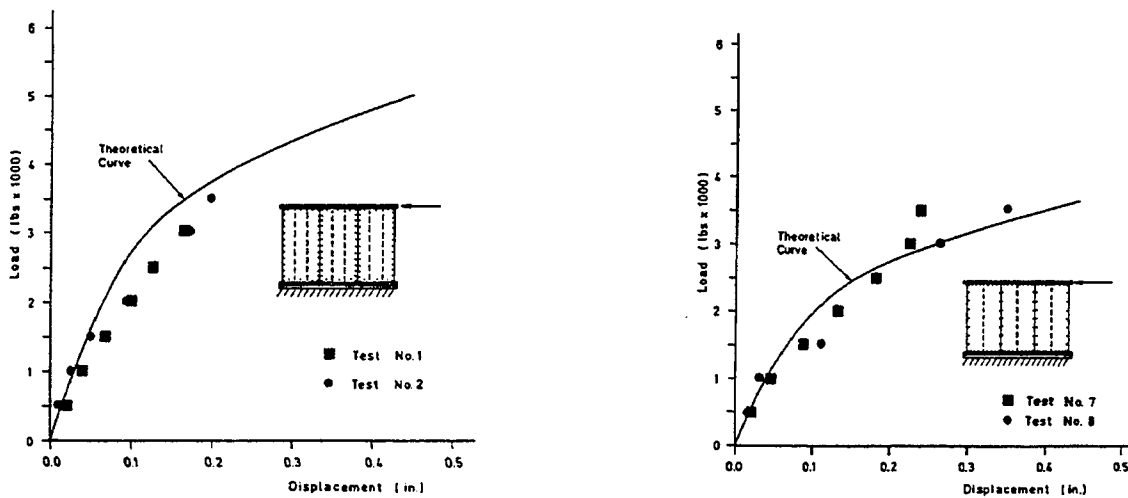 6
5
4
3
2
1
0
Load ( lbs x 1000)
Theoretical
Curve
Test No.1
Test No.2
0.0 0.1 0.2 0.3 0.4 0.5
Displacement ( in.)
6
5
4
3
2
1
0
Load ( lbs x 1000)
Theoretical
Curve
Test No. 7
Test No. 8
0.0 0.1 0.2 0.3 0.4 0.5
Displacement ( in.)